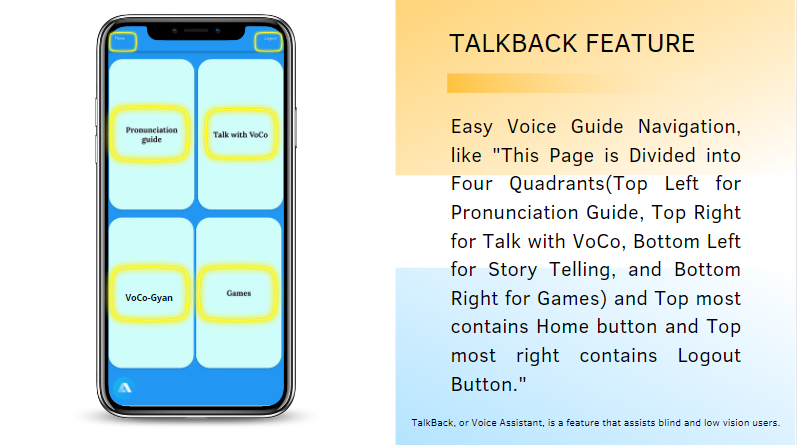 Home
Logout
Pronunciation
guide
Talk with VoCo
VoCo-Gyan
Games
TALKBACK FEATURE
Easy Voice Guide Navigation,
like "This Page is Divided into
Four Quadrants(Top Left for
Pronunciation Guide, Top Right
for Talk with VoCo, Bottom Left
for Story Telling, and Bottom
Right for Games) and Top most
contains Home button and Top
most right contains Logout
Button."
TalkBack, or Voice Assistant, is a feature that assists blind and low vision users.